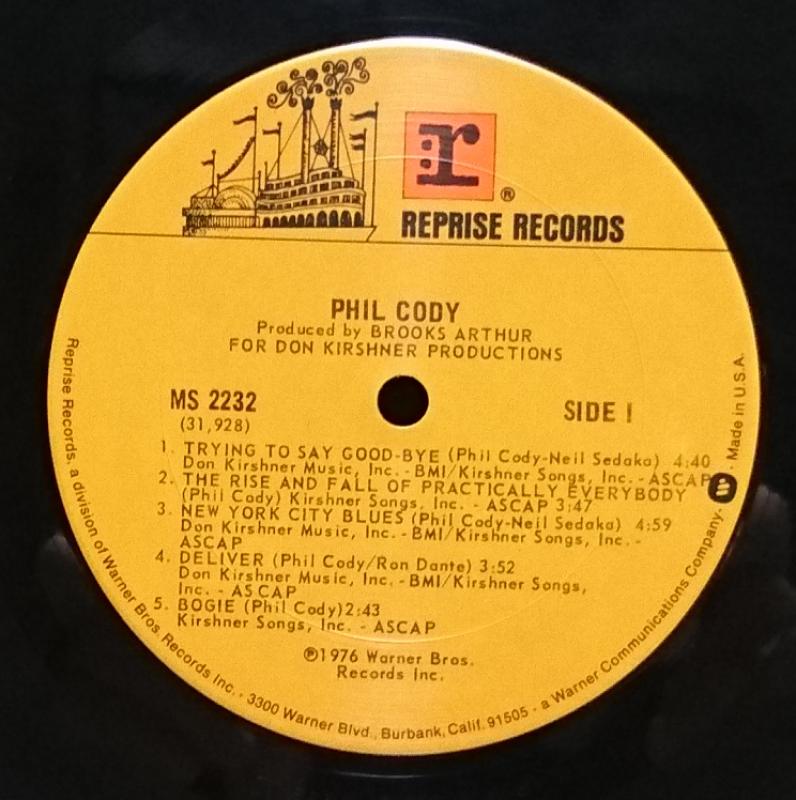 r
®
REPRISE RECORDS
PHIL CODY
Produced by BROOKS ARTHUR
FOR DON KIRSHNER PRODUCTIONS
MS 2232
(31,928)
SIDE 1
1. TRYING TO SAY GOOD-BYE (Phil Cody-Neil Sedaka) 4:40
Don Kirshner Music, Inc.-BMI/Kirshner Songs, Inc.-ASCAP
2. THE RISE AND FALL OF PRACTICALLY EVERYBODY
(Phil Cody) Kirshner Songs, Inc. - ASCAP 3:47
3. NEW YORK CITY BLUES (Phil Cody-Neil Sedaka) 4:59
Don Kirshner Music, Inc.-BMI/Kirshner Songs, Inc.-
ASCAP
4. DELIVER (Phil Cody/Ron Dante) 3:52
Don Kirshner Music, Inc.-BMI/Kirshner Songs,
Inc. - ASCAP
5. BOGIE (Phil Cody)2:43
Kirshner Songs, Inc. - ASCAP
℗1976 Warner Bros.
Records Inc.
Reprise Records. a division of Warner Bros. Records Inc. · 3300 Warner Blvd., Burbank, Calif. 91505 · a Warner Communications Company · Made in U.S.A.